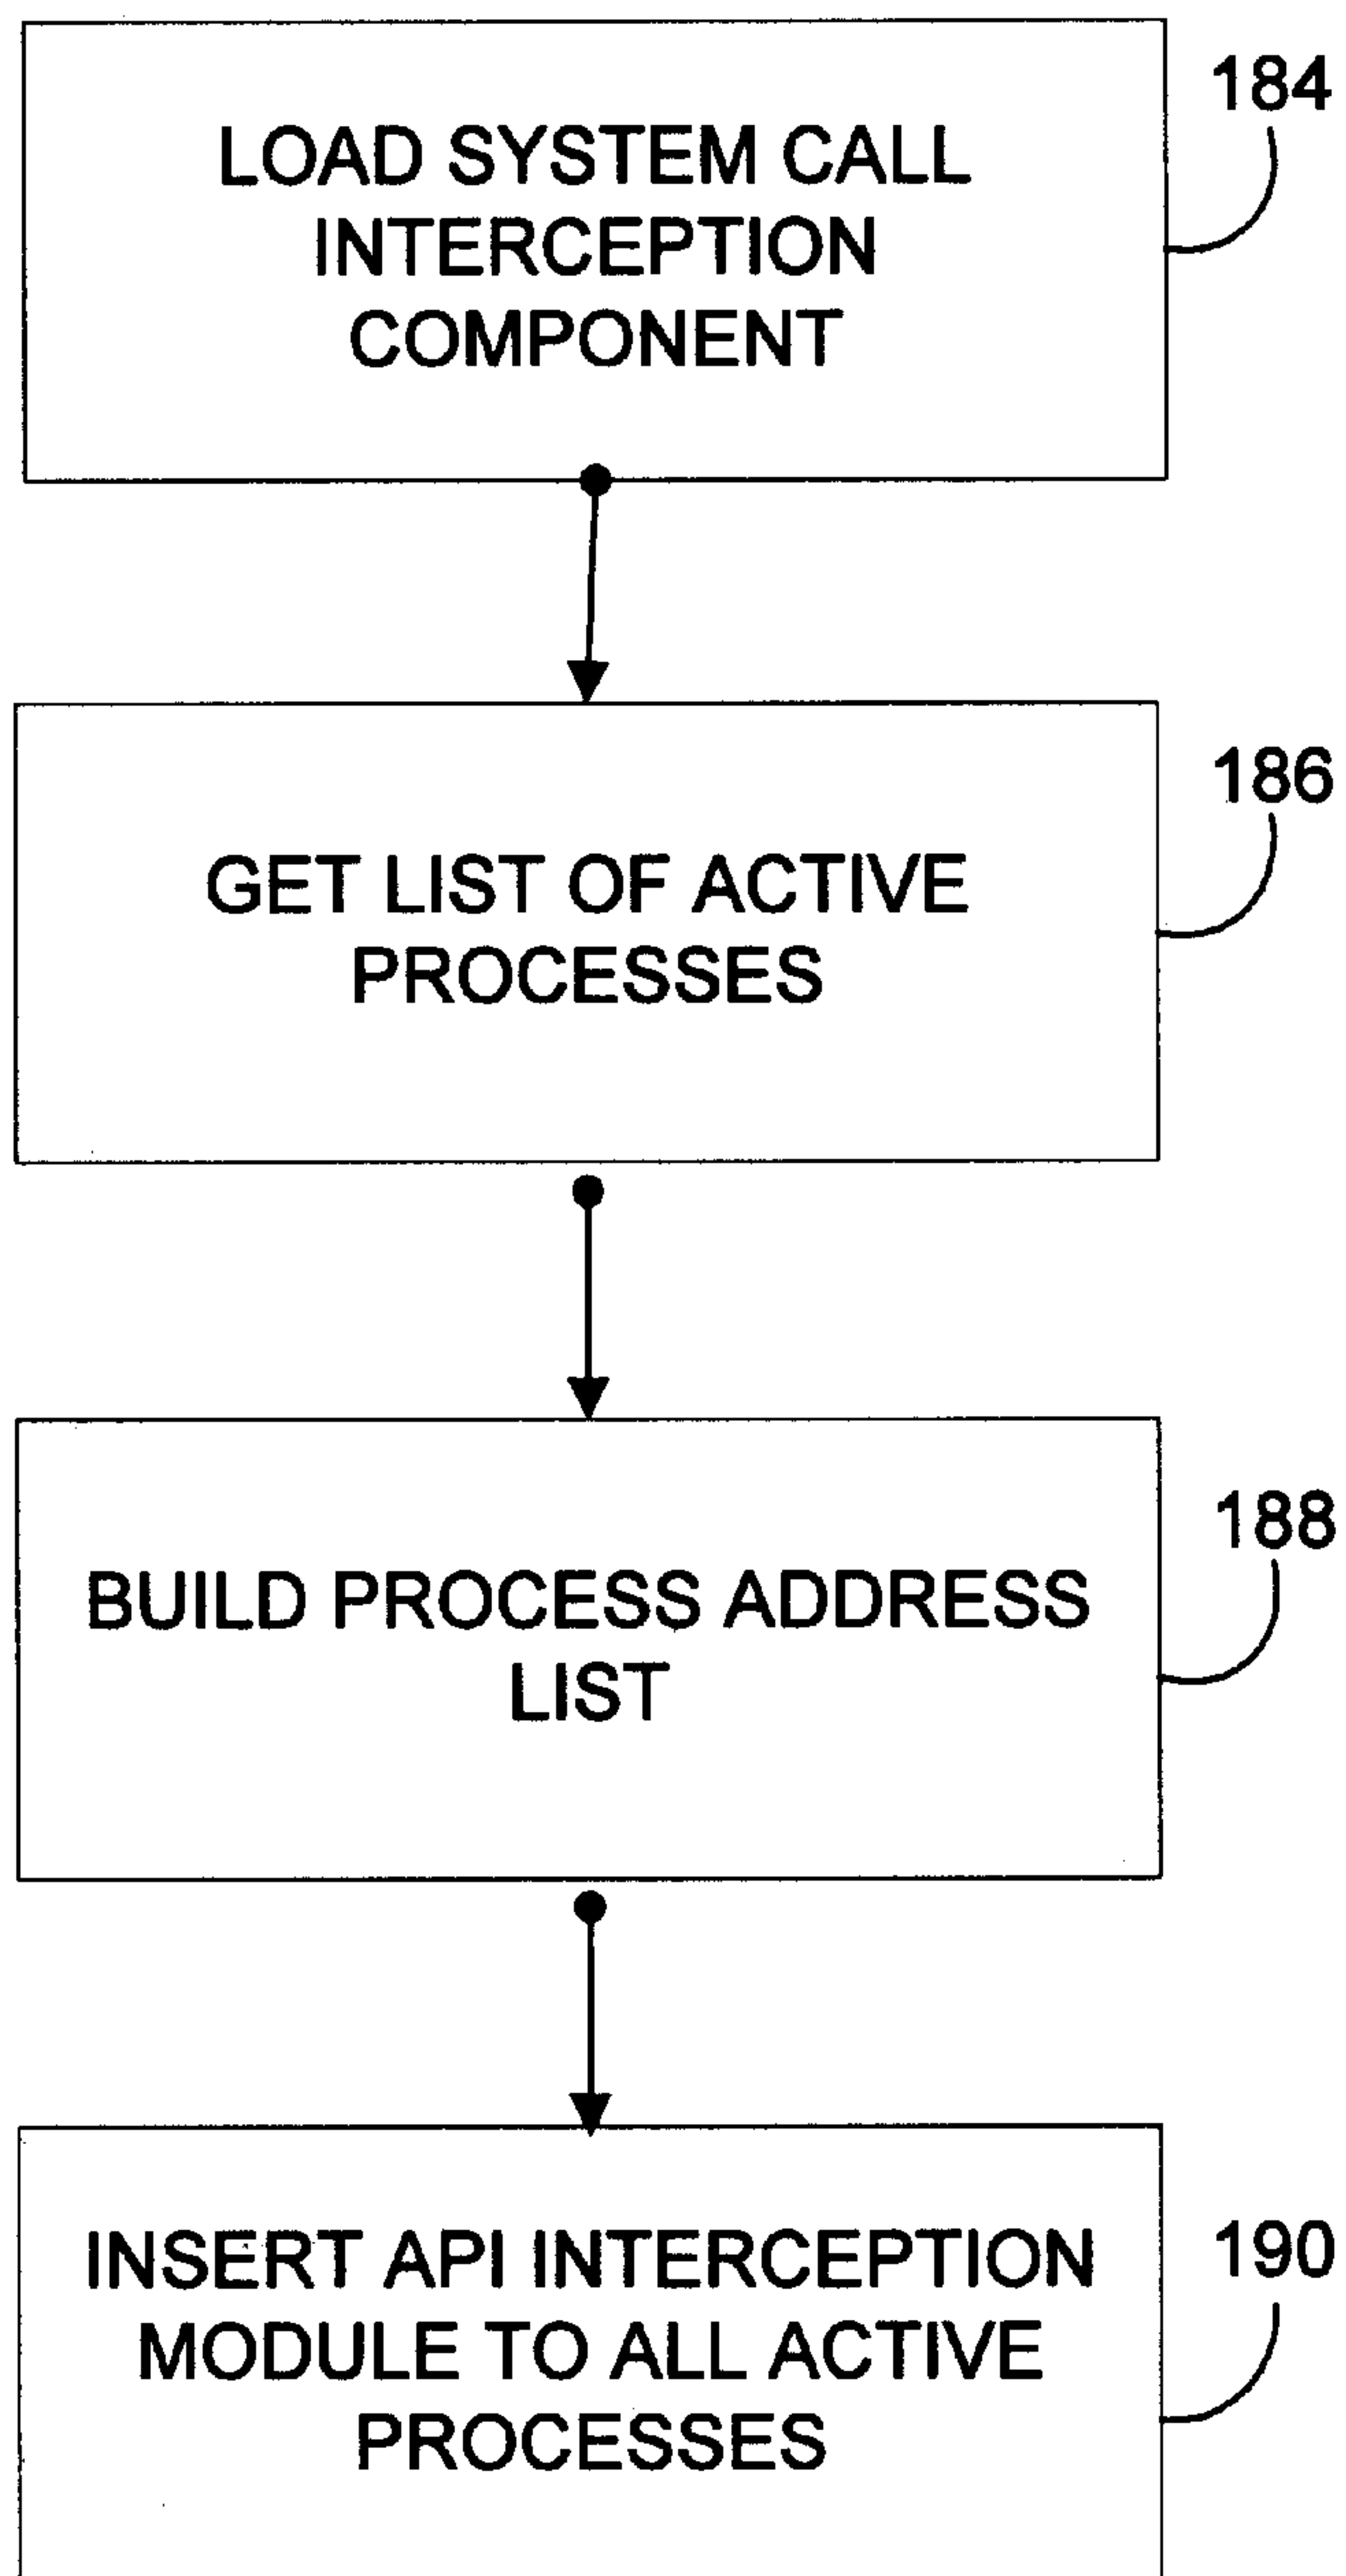 184
LOAD SYSTEM CALL
INTERCEPTION
COMPONENT
186
GET LIST OF ACTIVE
PROCESSES
188
BUILD PROCESS ADDRESS
LIST
190
INSERT API INTERCEPTION
MODULE TO ALL ACTIVE
PROCESSES